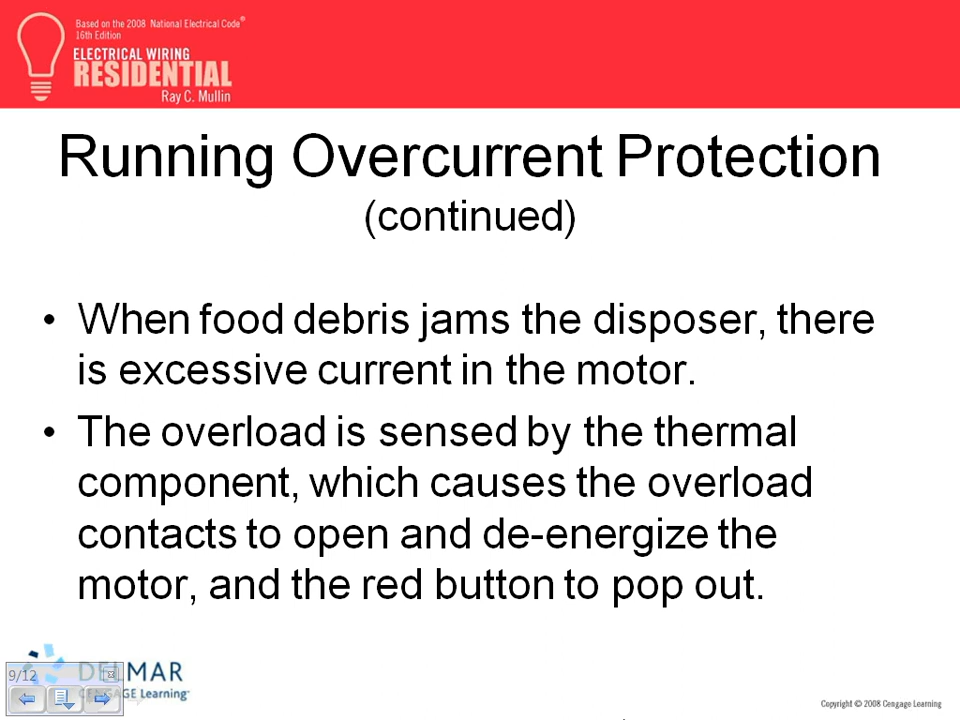 Based on the 2008 National Electrical Code®
16th Edition
ELECTRICAL WIRING
RESIDENTIAL
Ray C. Mullin
Running Overcurrent Protection
(continued)
• When food debris jams the disposer, there
is excessive current in the motor.
• The overload is sensed by the thermal
component, which causes the overload
contacts to open and de-energize the
motor, and the red button to pop out.
DELMAR
CENGAGE Learning
9/12
Copyright © 2008 Cengage Learning